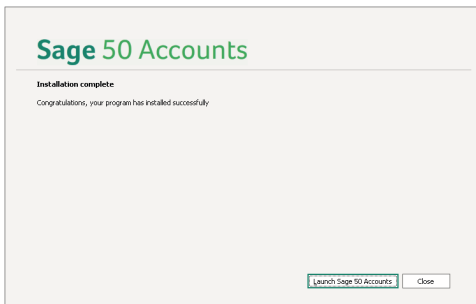 Sage 50 Accounts
Installation complete
Congratulations, your program has installed successfully
Launch Sage 50 Accounts
Close